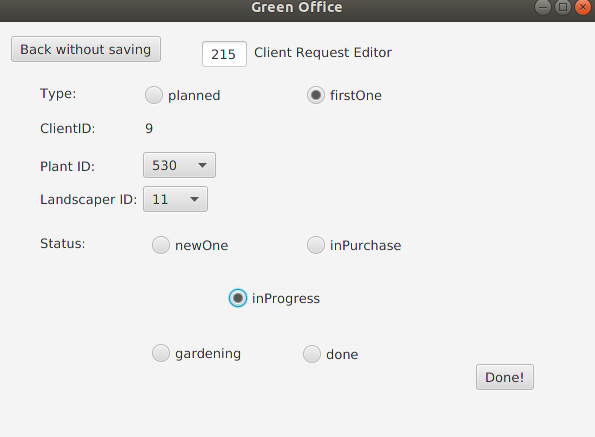 Green Office
Back without saving
215 Client Request Editor
Type: planned firstOne
ClientID: 9
Plant ID: 530
Landscaper ID: 11
Status: newOne inPurchase
inProgress
gardening done
Done!